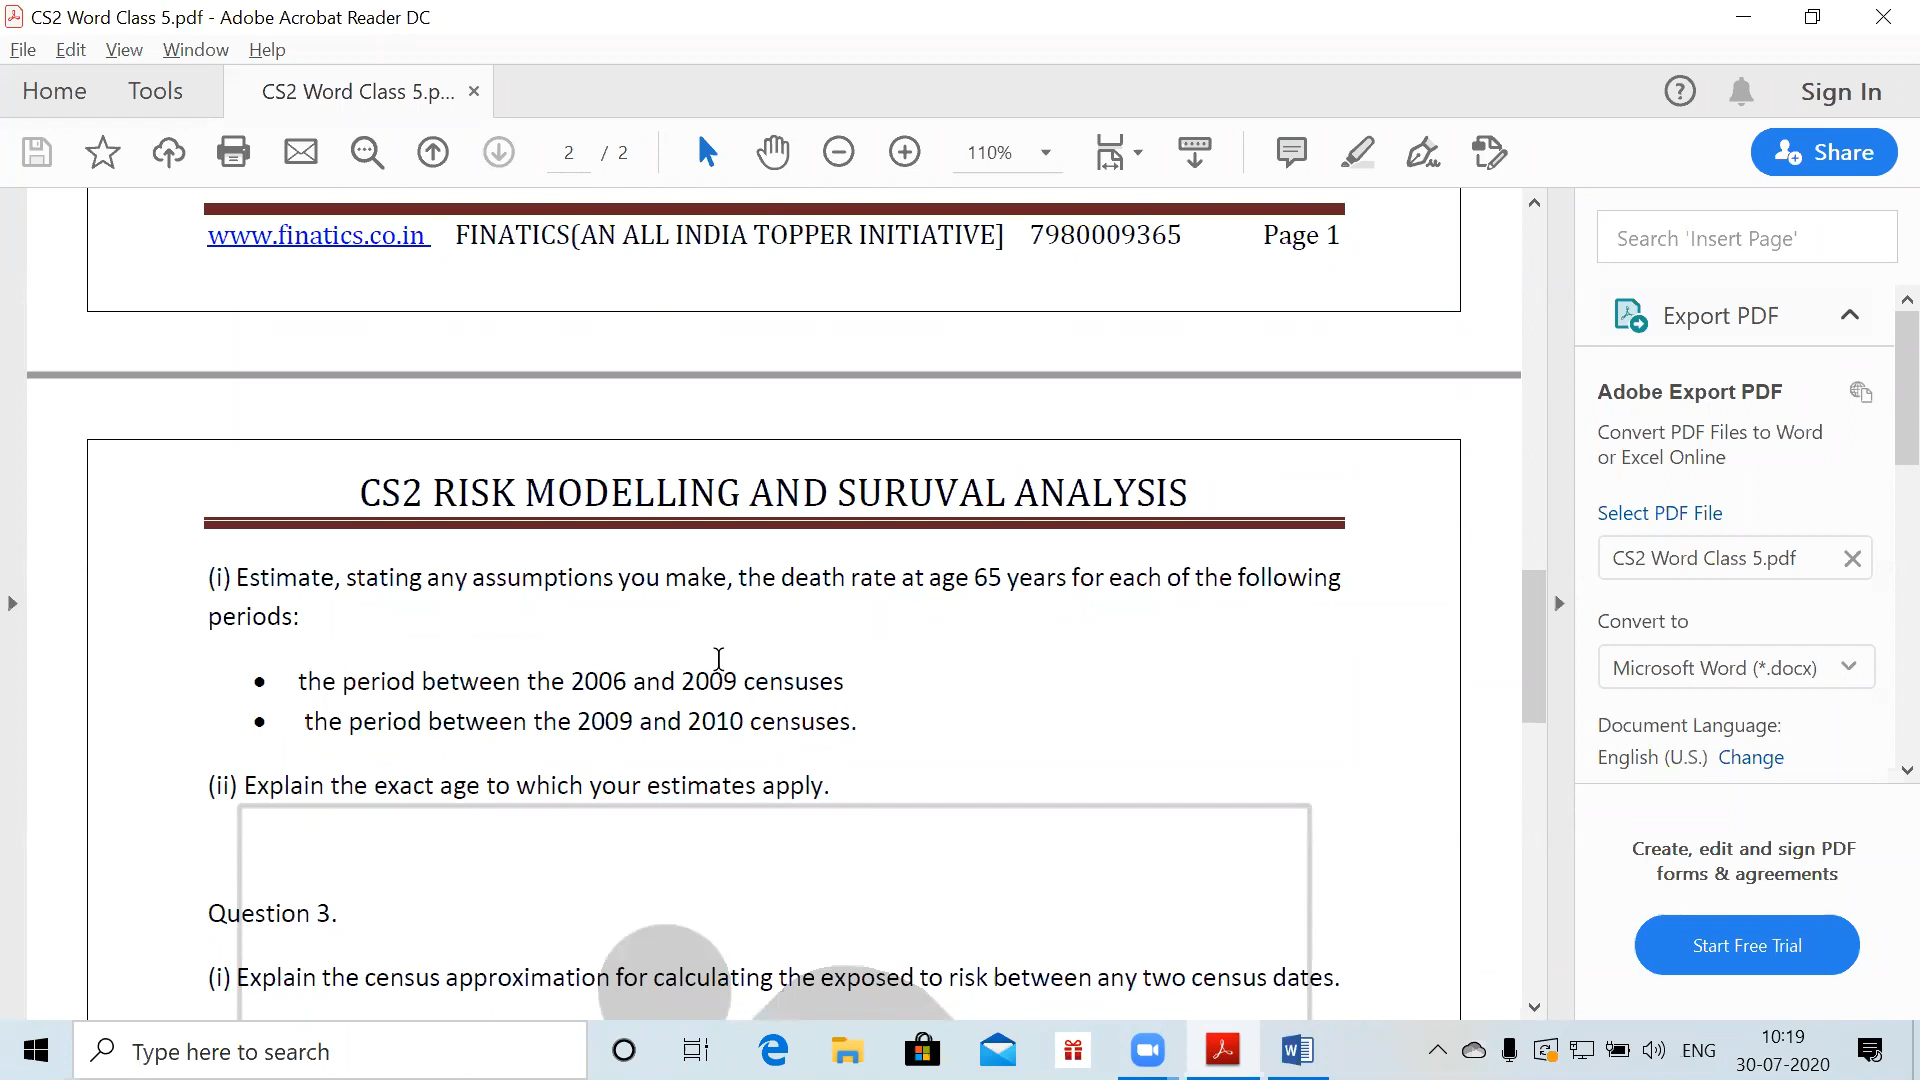 CS2 Word Class 5.pdf - Adobe Acrobat Reader DC
File Edit View Window Help
Home Tools CS2 Word Class 5.p... × Sign In
2 / 2 110% Share
www.finatics.co.in FINATICS(AN ALL INDIA TOPPER INITIATIVE] 7980009365 Page 1
CS2 RISK MODELLING AND SURUVAL ANALYSIS
(i) Estimate, stating any assumptions you make, the death rate at age 65 years for each of the following
periods:
• the period between the 2006 and 2009 censuses
• the period between the 2009 and 2010 censuses.
(ii) Explain the exact age to which your estimates apply.
Question 3.
(i) Explain the census approximation for calculating the exposed to risk between any two census dates.
Search 'Insert Page'
Export PDF
Adobe Export PDF
Convert PDF Files to Word
or Excel Online
Select PDF File
CS2 Word Class 5.pdf
Convert to
Microsoft Word (*.docx)
Document Language:
English (U.S.) Change
Create, edit and sign PDF
forms & agreements
Start Free Trial
Type here to search
ENG
10:19
30-07-2020